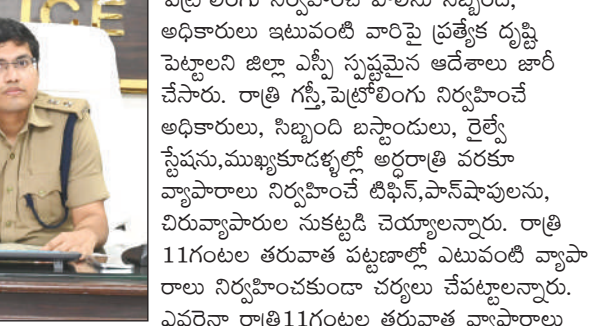 ICE
పెట్రోలింగు నిర్వహించే పోలీసు సిబ్బంది,
అధికారులు ఇటువంటి వారిపై ప్రత్యేక దృష్టి
పెట్టాలని జిల్లా ఎస్పీ స్పష్టమైన ఆదేశాలు జారీ
చేసారు. రాత్రి గస్తీ,పెట్రోలింగు నిర్వహించే
అధికారులు, సిబ్బంది బస్టాండులు, రైల్వే
స్టేషను,ముఖ్యకూడళ్ళల్లో అర్ధరాత్రి వరకూ
వ్యాపారాలు నిర్వహించే టిఫిన్,పాన్‌షాపులను,
చిరువ్యాపారుల నుకట్టడి చెయ్యాలన్నారు. రాత్రి
11గంటల తరువాత పట్టణాల్లో ఎటువంటి వ్యాపా
రాలు నిర్వహించకుండా చర్యలు చేపట్టాలన్నారు.
ఎవరైనా రాత్రి11గంటల తరువాత వ్యాపారాలు